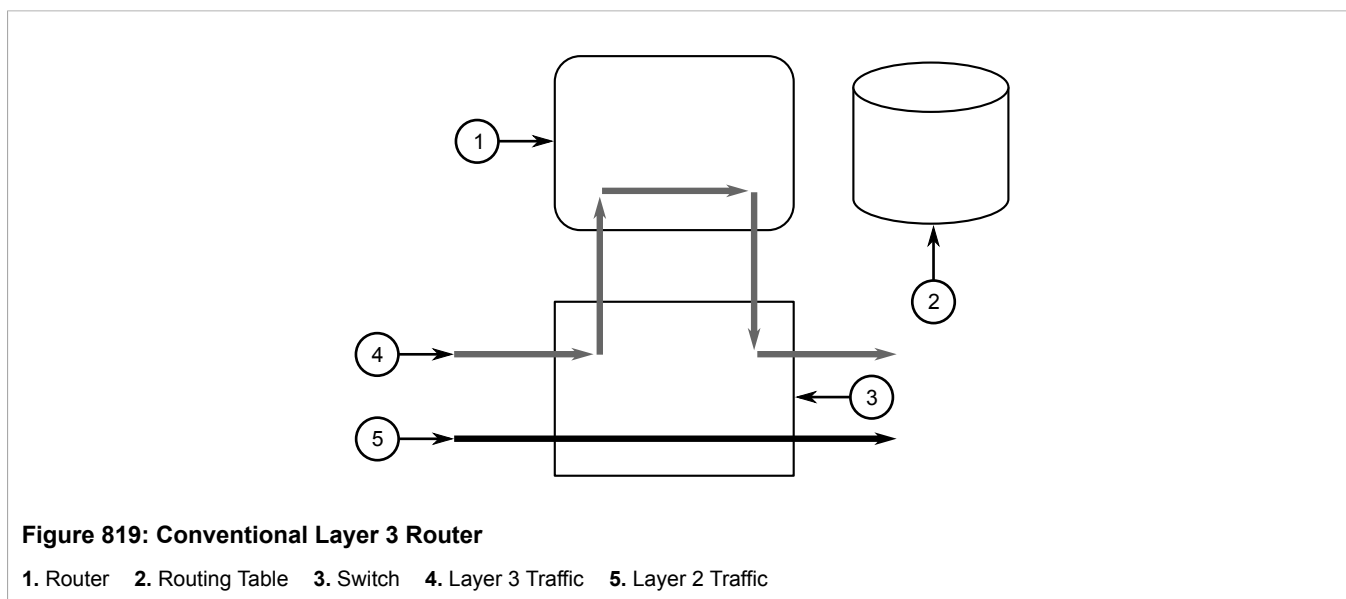 1
2
4
3
5
Figure 819: Conventional Layer 3 Router
1. Router 2. Routing Table 3. Switch 4. Layer 3 Traffic 5. Layer 2 Traffic